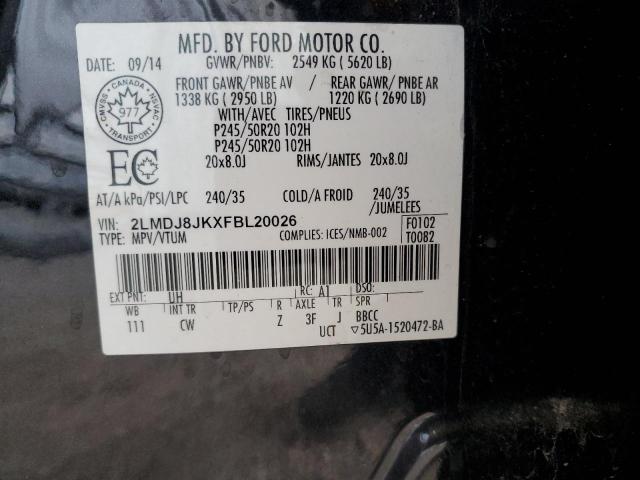 MFD. BY FORD MOTOR CO.
DATE: 09/14 GVWR/PNBV: 2549 KG ( 5620 LB)
FRONT GAWR/PNBE AV REAR GAWR/ PNBE AR
1338 KG ( 2950 LB) 1220 KG ( 2690 LB)
WITH/AVEC TIRES/PNEUS
P245/50R20 102H
P245/50R20 102H
20x8.0J RIMS/JANTES 20x8.0J
CMVSS CANADA NSVAC
977
TRANSPORT
EC
AT/A kPa/PSI/LPC 240/35 COLD/A FROID 240/35
/JUMELEES
VIN: 2LMDJ8JKXFBL20026 F0102
TYPE: MPV/VTUM COMPLIES: ICES/NMB-002 T0082
EXT PNT: UH RC: A1 DSO:
WB INT TR TP/PS R AXLE TR SPR
111 CW Z 3F J BBCC
UCT ▽5U5A-1520472-BA